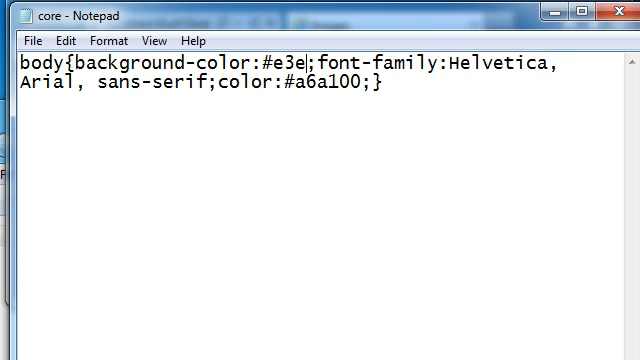 core - Notepad
File Edit Format View Help
body{background-color:#e3e;font-family:Helvetica,
Arial, sans-serif;color:#a6a100;}